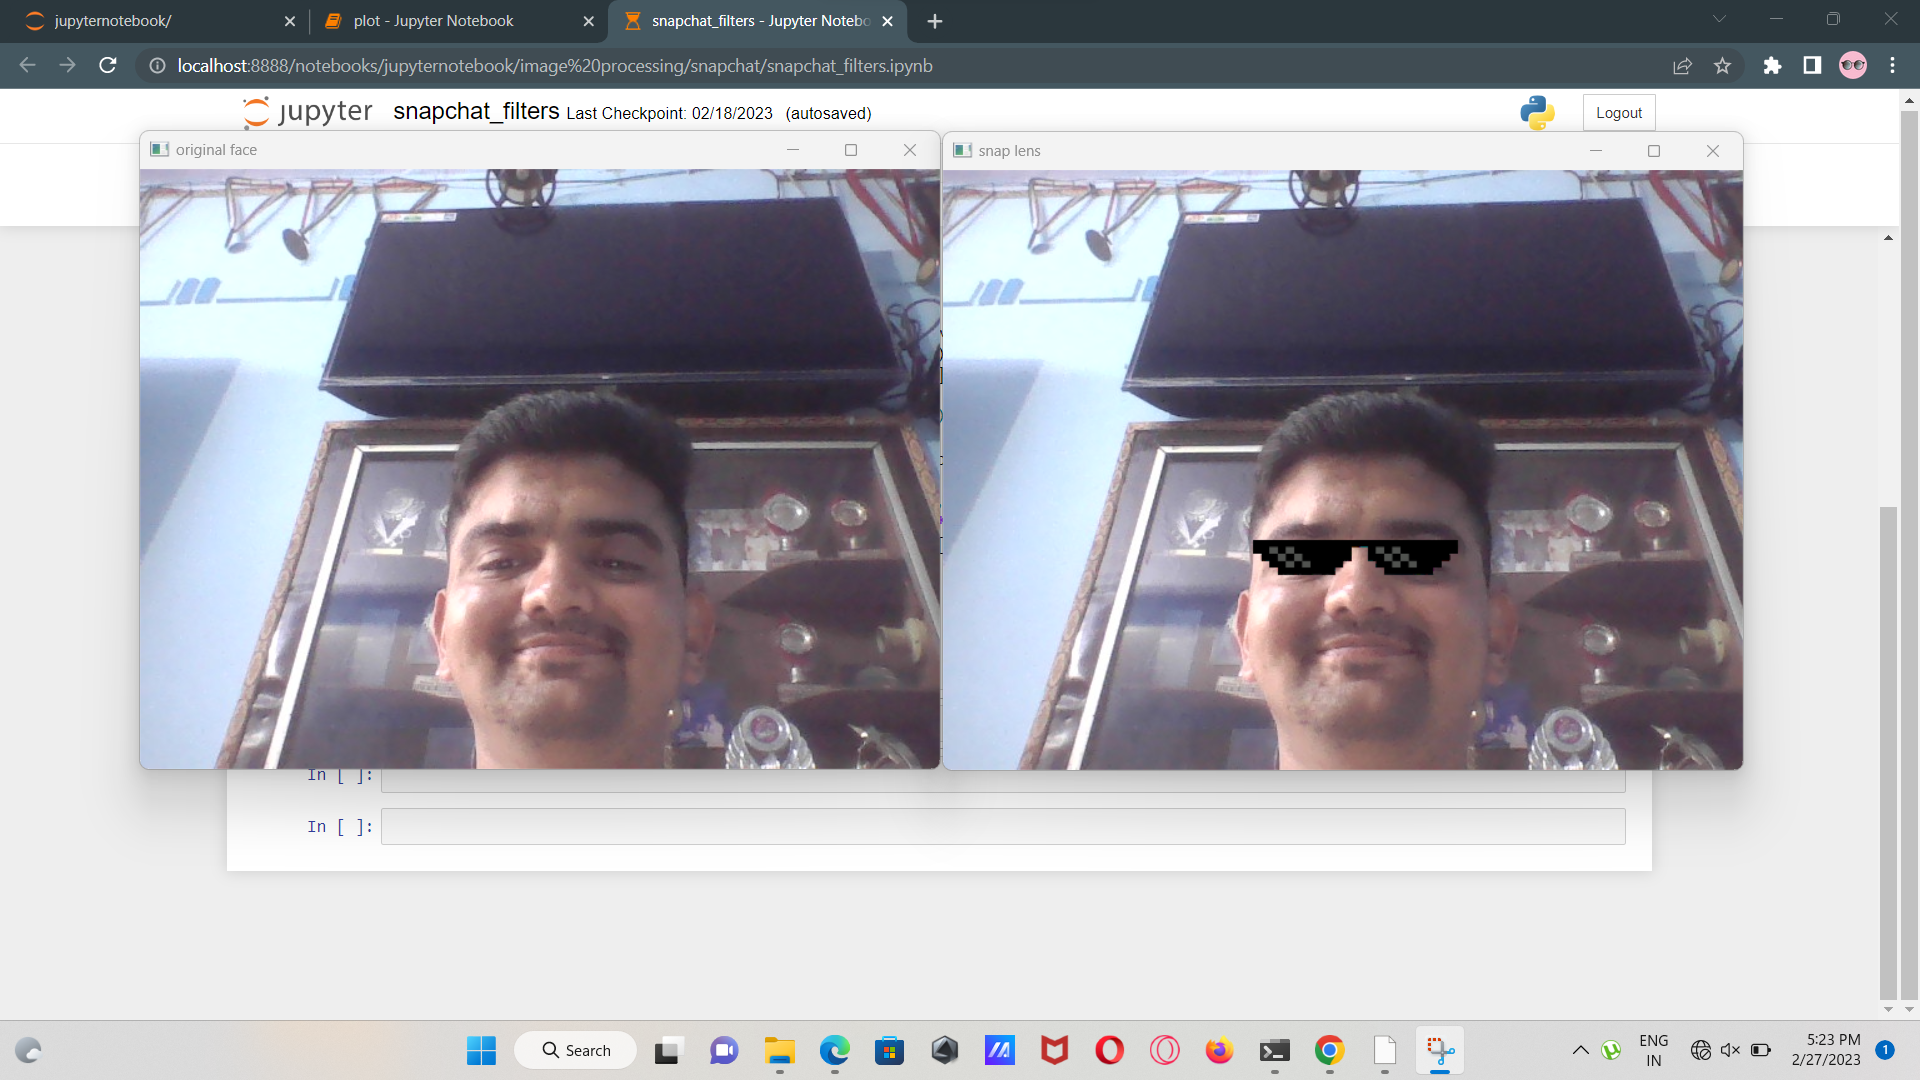 jupyternotebook/
plot - Jupyter Notebook
snapchat_filters - Jupyter Notebo
localhost:8888/notebooks/jupyternotebook/image%20processing/snapchat/snapchat_filters.ipynb
jupyter snapchat_filters Last Checkpoint: 02/18/2023 (autosaved)
Logout
original face
snap lens
In [ ]:
In [ ]:
Search
ENG
IN
5:23 PM
2/27/2023
1